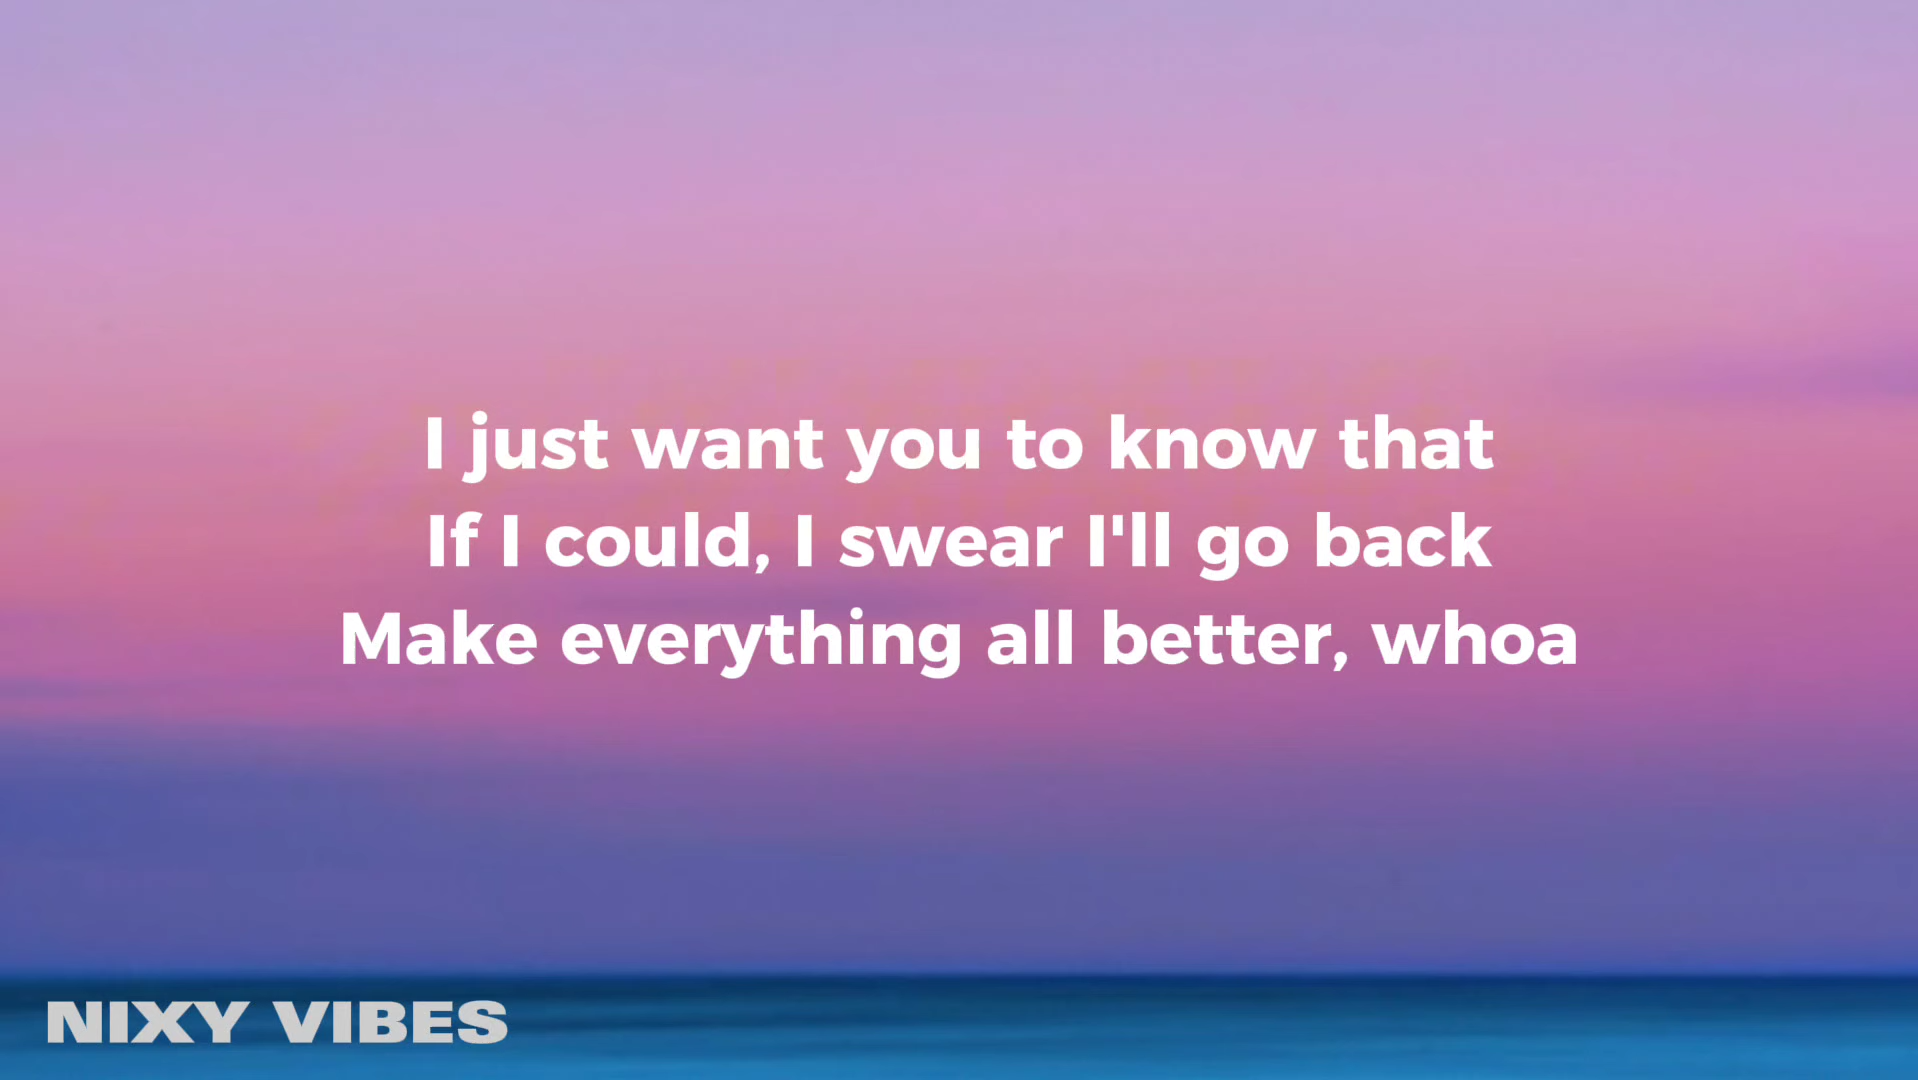 I just want you to know that
If I could, I swear I'll go back
Make everything all better, whoa
NIXY VIBES